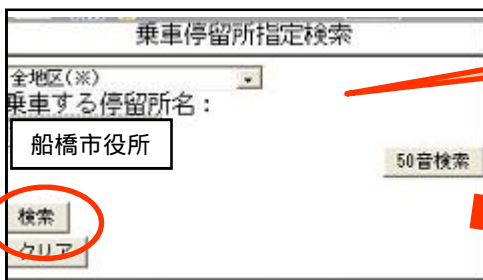 乗車停留所指定検索
全地区(※)
乗車する停留所名：
船橋市役所
50音検索
検索
クリア